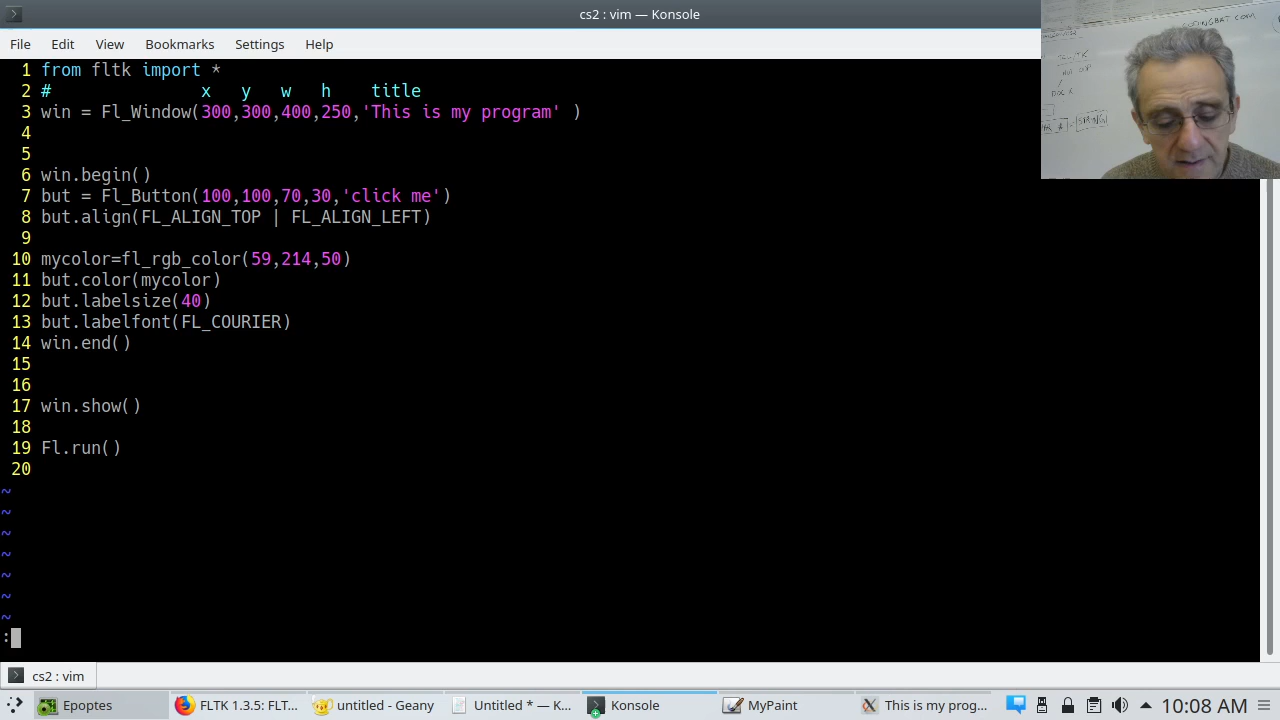 cs2 : vim — Konsole
File Edit View Bookmarks Settings Help
CODINGBAT.COM
1 from fltk import *
2 # x y w h title
3 win = Fl_Window(300,300,400,250,'This is my program' )
4
5
6 win.begin()
7 but = Fl_Button(100,100,70,30,'click me')
8 but.align(FL_ALIGN_TOP | FL_ALIGN_LEFT)
9
10 mycolor=fl_rgb_color(59,214,50)
11 but.color(mycolor)
12 but.labelsize(40)
13 but.labelfont(FL_COURIER)
14 win.end()
15
16
17 win.show()
18
19 Fl.run()
20
~
~
~
~
~
~
~
:
cs2 : vim
Epoptes FLTK 1.3.5: FLT... untitled - Geany Untitled * — K... Konsole MyPaint This is my prog... 10:08 AM